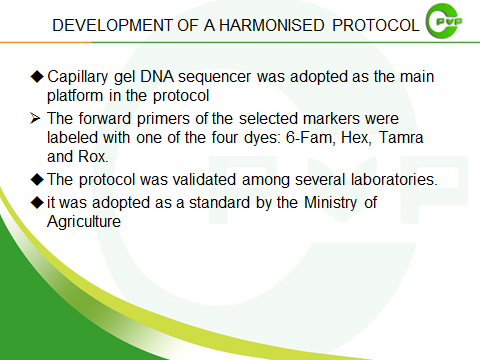 DEVELOPMENT OF A HARMONISED PROTOCOL
PVP
◆Capillary gel DNA sequencer was adopted as the main
platform in the protocol
➢ The forward primers of the selected markers were
labeled with one of the four dyes: 6-Fam, Hex, Tamra
and Rox.
◆The protocol was validated among several laboratories.
◆it was adopted as a standard by the Ministry of
Agriculture